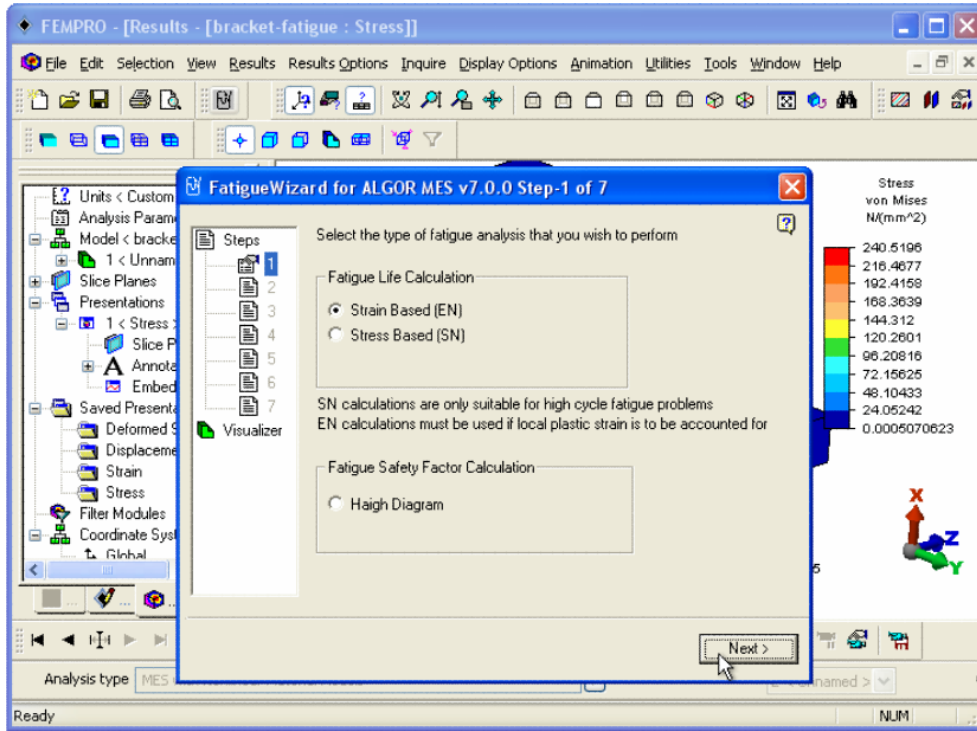 FEMPRO - [Results - [bracket-fatigue : Stress]]
File Edit Selection View Results Results Options Inquire Display Options Animation Utilities Tools Window Help
Units < Custom
Analysis Param
Model < bracke
1 < Unnam
Slice Planes
Presentations
1 < Stress >
Slice P
Annota
Embed
Saved Presenta
Deformed S
Displaceme
Strain
Stress
Filter Modules
Coordinate Syst
Global
FatigueWizard for ALGOR MES v7.0.0 Step-1 of 7
Steps
1
2
3
4
5
6
7
Visualizer
Select the type of fatigue analysis that you wish to perform
Fatigue Life Calculation
Strain Based (EN)
Stress Based (SN)
SN calculations are only suitable for high cycle fatigue problems
EN calculations must be used if local plastic strain is to be accounted for
Fatigue Safety Factor Calculation
Haigh Diagram
Next >
Stress
von Mises
N/(mm^2)
240.5196
216.4677
192.4158
168.3639
144.312
120.2601
96.20816
72.15625
48.10433
24.05242
0.0005070623
X
Z
Y
5
Analysis type MES
nnamed >
Ready
NUM